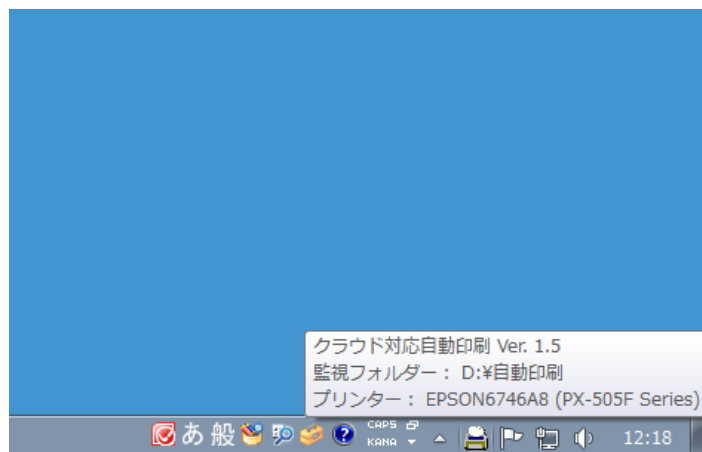 クラウド対応自動印刷 Ver. 1.5
監視フォルダー： D:¥自動印刷
プリンター： EPSON6746A8 (PX-505F Series)
あ 般 ? CAPS
KANA
12:18